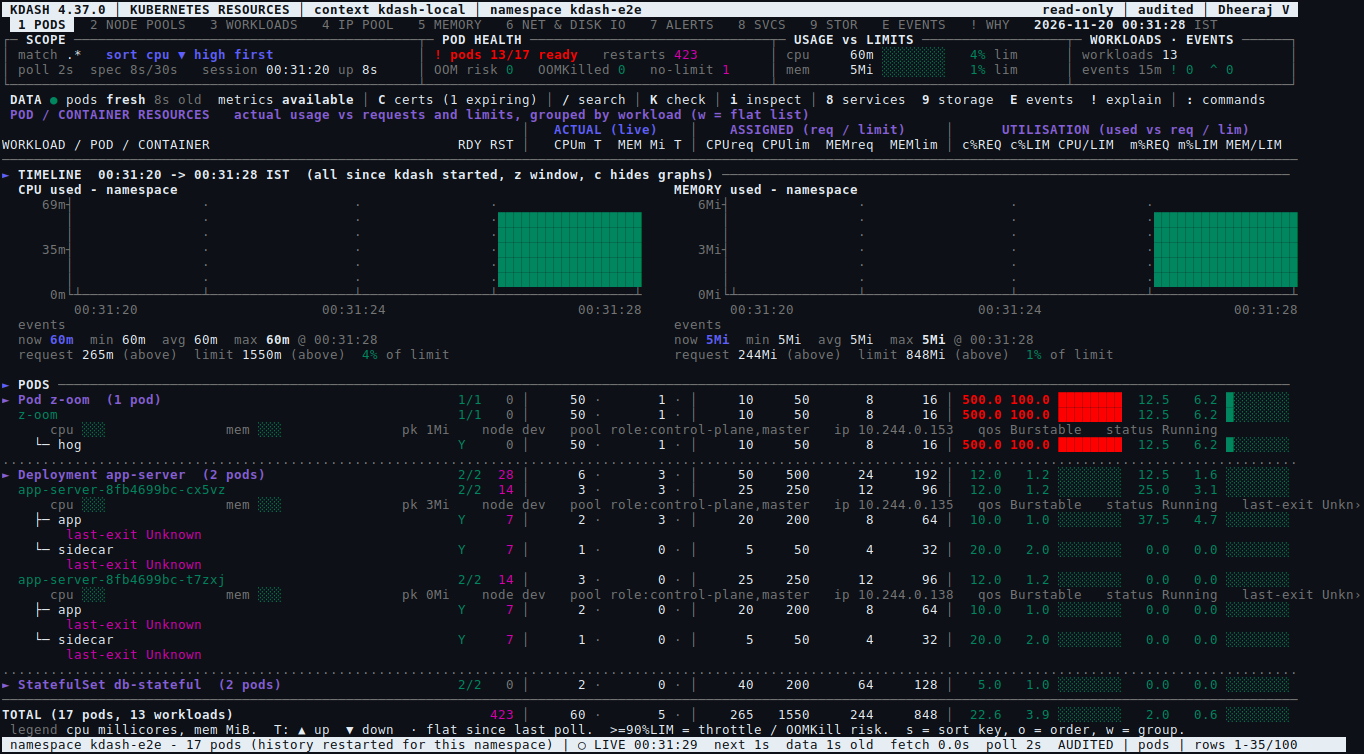 KDASH 4.37.0 │ KUBERNETES RESOURCES │ context kdash-local │ namespace kdash-e2e read-only │ audited │ Dheeraj V
1 PODS 2 NODE POOLS 3 WORKLOADS 4 IP POOL 5 MEMORY 6 NET & DISK IO 7 ALERTS 8 SVCS 9 STOR E EVENTS ! WHY 2026-11-20 00:31:28 IST
SCOPE POD HEALTH USAGE vs LIMITS WORKLOADS · EVENTS
match .* sort cpu ▼ high first │ ! pods 13/17 ready restarts 423 │ cpu 60m 4% lim │ workloads 13
poll 2s spec 8s/30s session 00:31:20 up 8s │ OOM risk 0 OOMKilled 0 no-limit 1 │ mem 5Mi 1% lim │ events 15m ! 0 ^ 0
DATA ● pods fresh 8s old metrics available │ C certs (1 expiring) │ / search │ K check │ i inspect │ 8 services 9 storage E events ! explain │ : commands
POD / CONTAINER RESOURCES actual usage vs requests and limits, grouped by workload (w = flat list)
│ ACTUAL (live) │ ASSIGNED (req / limit) │ UTILISATION (used vs req / lim)
WORKLOAD / POD / CONTAINER RDY RST │ CPUm T MEM Mi T │ CPUreq CPUlim MEMreq MEMlim │ c%REQ c%LIM CPU/LIM m%REQ m%LIM MEM/LIM
► TIMELINE 00:31:20 -> 00:31:28 IST (all since kdash started, z window, c hides graphs)
CPU used - namespace MEMORY used - namespace
69m 6Mi
35m 3Mi
0m 0Mi
00:31:20 00:31:24 00:31:28 00:31:20 00:31:24 00:31:28
events events
now 60m min 60m avg 60m max 60m @ 00:31:28 now 5Mi min 5Mi avg 5Mi max 5Mi @ 00:31:28
request 265m (above) limit 1550m (above) 4% of limit request 244Mi (above) limit 848Mi (above) 1% of limit
► PODS
► Pod z-oom (1 pod) 1/1 0 │ 50 · 1 · │ 10 50 8 16 │ 500.0 100.0 12.5 6.2
z-oom 1/1 0 │ 50 · 1 · │ 10 50 8 16 │ 500.0 100.0 12.5 6.2
cpu mem pk 1Mi node dev pool role:control-plane,master ip 10.244.0.153 qos Burstable status Running
└─ hog Y 0 │ 50 · 1 · │ 10 50 8 16 │ 500.0 100.0 12.5 6.2
► Deployment app-server (2 pods) 2/2 28 │ 6 · 3 · │ 50 500 24 192 │ 12.0 1.2 12.5 1.6
app-server-8fb4699bc-cx5vz 2/2 14 │ 3 · 3 · │ 25 250 12 96 │ 12.0 1.2 25.0 3.1
cpu mem pk 3Mi node dev pool role:control-plane,master ip 10.244.0.135 qos Burstable status Running last-exit Unkn›
├─ app Y 7 │ 2 · 3 · │ 20 200 8 64 │ 10.0 1.0 37.5 4.7
last-exit Unknown
└─ sidecar Y 7 │ 1 · 0 · │ 5 50 4 32 │ 20.0 2.0 0.0 0.0
last-exit Unknown
app-server-8fb4699bc-t7zxj 2/2 14 │ 3 · 0 · │ 25 250 12 96 │ 12.0 1.2 0.0 0.0
cpu mem pk 0Mi node dev pool role:control-plane,master ip 10.244.0.138 qos Burstable status Running last-exit Unkn›
├─ app Y 7 │ 2 · 0 · │ 20 200 8 64 │ 10.0 1.0 0.0 0.0
last-exit Unknown
└─ sidecar Y 7 │ 1 · 0 · │ 5 50 4 32 │ 20.0 2.0 0.0 0.0
last-exit Unknown
► StatefulSet db-stateful (2 pods) 2/2 0 │ 2 · 0 · │ 40 200 64 128 │ 5.0 1.0 0.0 0.0
TOTAL (17 pods, 13 workloads) 423 │ 60 · 5 · │ 265 1550 244 848 │ 22.6 3.9 2.0 0.6
legend cpu millicores, mem MiB. T: ▲ up ▼ down · flat since last poll. >=90%LIM = throttle / OOMKill risk. s = sort key, o = order, w = group.
namespace kdash-e2e - 17 pods (history restarted for this namespace) │ ○ LIVE 00:31:29 next 1s data 1s old fetch 0.0s poll 2s AUDITED │ pods │ rows 1-35/100